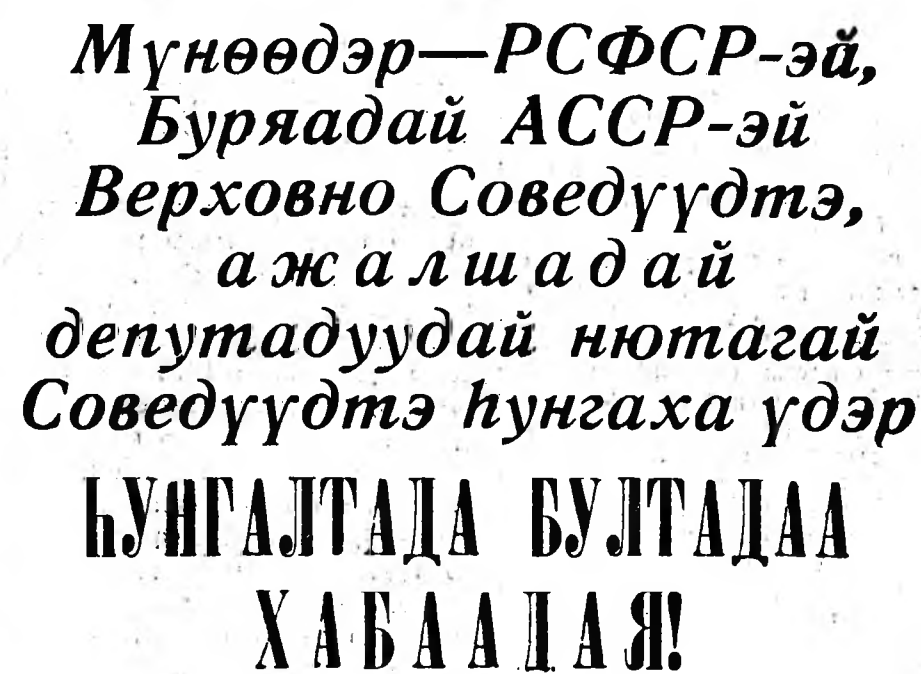 Мүнөөдэр—РСФСР-эй,
Буряадай АССР-эй
Верховно Соведүүдтэ,
ажалшадай
депутадуудай нютагай
Соведүүдтэ һунгаха үдэр
ҺУНГАЛТАДА БУЛТАДАА
ХАБААДАЯ!